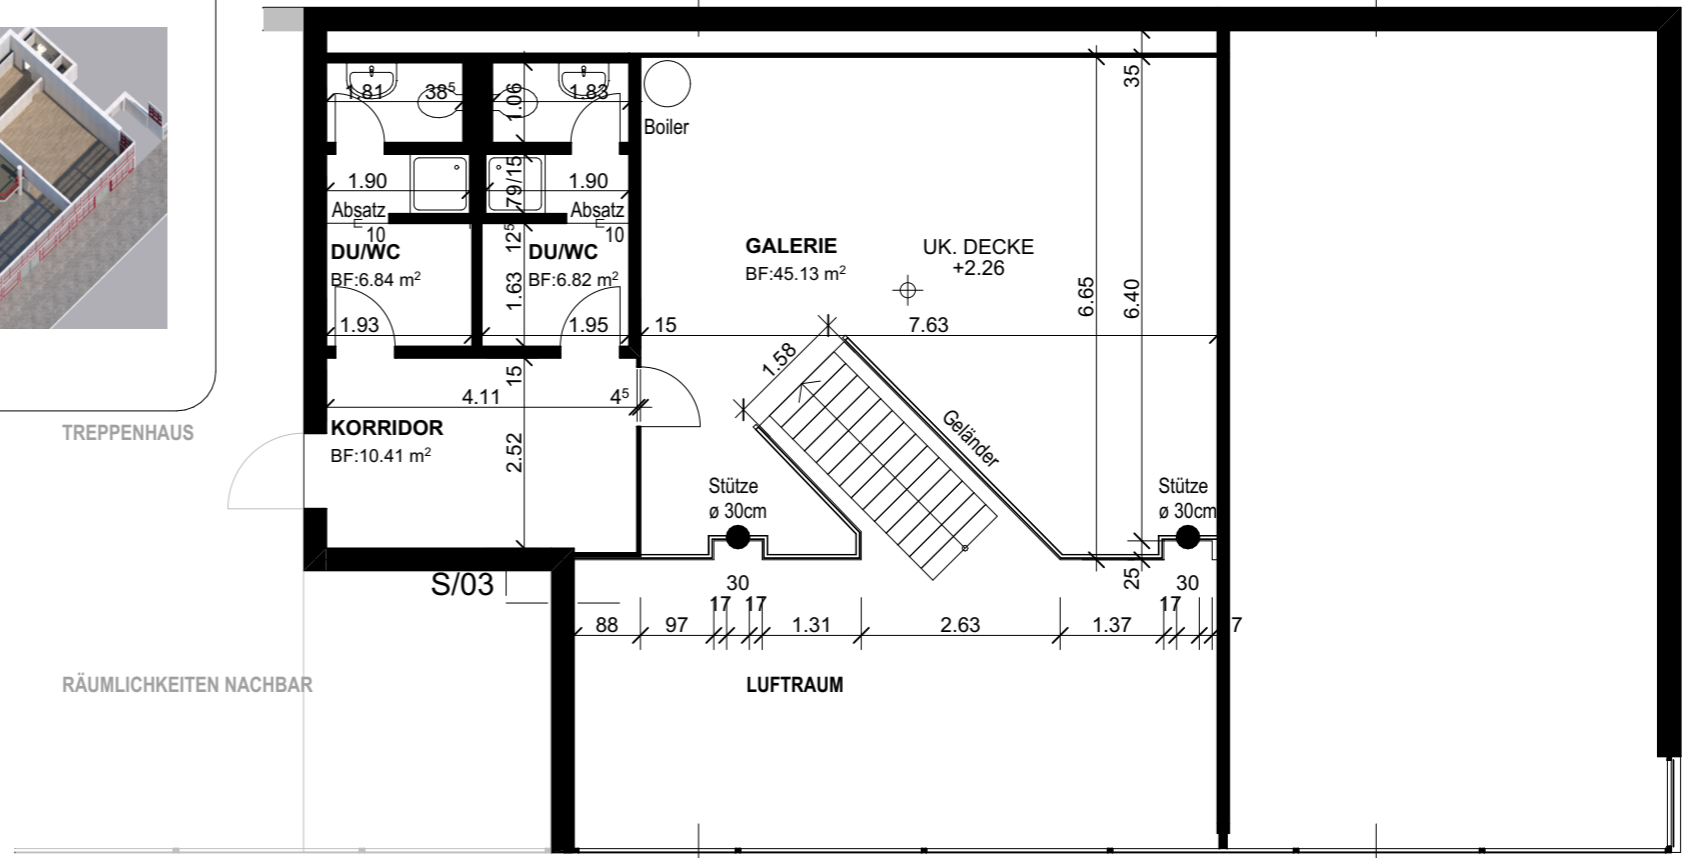 1.81
38⁵
1.06
1.83
Boiler
35
1.90
79/15
1.90
Absatz
10
Absatz
10
12⁵
DU/WC
BF:6.84 m²
DU/WC
BF:6.82 m²
1.63
GALERIE
BF:45.13 m²
UK. DECKE
+2.26
6.65
6.40
1.93
1.95
15
7.63
1.58
15
4.11
4⁵
Geländer
TREPPENHAUS
KORRIDOR
BF:10.41 m²
2.52
Stütze
ø 30cm
Stütze
ø 30cm
S/03
25
30
30
17
17
17
88
97
1.31
2.63
1.37
7
RÄUMLICHKEITEN NACHBAR
LUFTRAUM